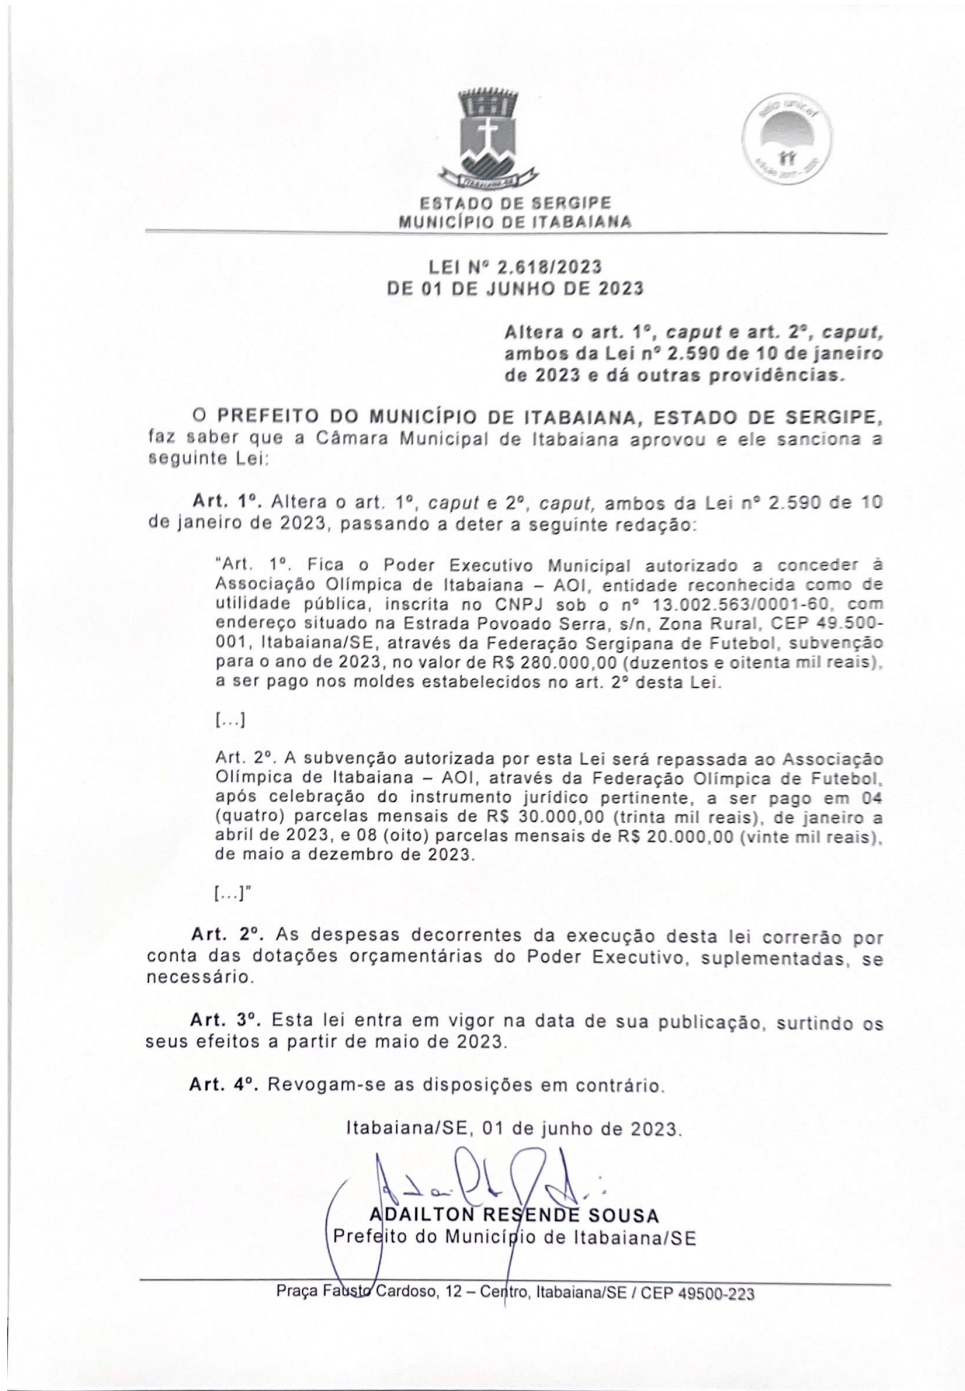 ITABAIANA-SE
selo unicef
edição 2017 - 2020
ESTADO DE SERGIPE
MUNICÍPIO DE ITABAIANA
LEI Nº 2.618/2023
DE 01 DE JUNHO DE 2023
Altera o art. 1º, caput e art. 2º, caput,
ambos da Lei nº 2.590 de 10 de janeiro
de 2023 e dá outras providências.
O PREFEITO DO MUNICÍPIO DE ITABAIANA, ESTADO DE SERGIPE,
faz saber que a Câmara Municipal de Itabaiana aprovou e ele sanciona a
seguinte Lei:
Art. 1º. Altera o art. 1º, caput e 2º, caput, ambos da Lei nº 2.590 de 10
de janeiro de 2023, passando a deter a seguinte redação:
"Art. 1º. Fica o Poder Executivo Municipal autorizado a conceder à
Associação Olímpica de Itabaiana – AOI, entidade reconhecida como de
utilidade pública, inscrita no CNPJ sob o nº 13.002.563/0001-60, com
endereço situado na Estrada Povoado Serra, s/n, Zona Rural, CEP 49.500-
001, Itabaiana/SE, através da Federação Sergipana de Futebol, subvenção
para o ano de 2023, no valor de R$ 280.000,00 (duzentos e oitenta mil reais),
a ser pago nos moldes estabelecidos no art. 2º desta Lei.
[...]
Art. 2º. A subvenção autorizada por esta Lei será repassada ao Associação
Olímpica de Itabaiana – AOI, através da Federação Olímpica de Futebol,
após celebração do instrumento jurídico pertinente, a ser pago em 04
(quatro) parcelas mensais de R$ 30.000,00 (trinta mil reais), de janeiro a
abril de 2023, e 08 (oito) parcelas mensais de R$ 20.000,00 (vinte mil reais),
de maio a dezembro de 2023.
[...]"
Art. 2º. As despesas decorrentes da execução desta lei correrão por
conta das dotações orçamentárias do Poder Executivo, suplementadas, se
necessário.
Art. 3º. Esta lei entra em vigor na data de sua publicação, surtindo os
seus efeitos a partir de maio de 2023.
Art. 4º. Revogam-se as disposições em contrário.
Itabaiana/SE, 01 de junho de 2023.
ADAILTON RESENDE SOUSA
Prefeito do Município de Itabaiana/SE
Praça Fausto Cardoso, 12 – Centro, Itabaiana/SE / CEP 49500-223